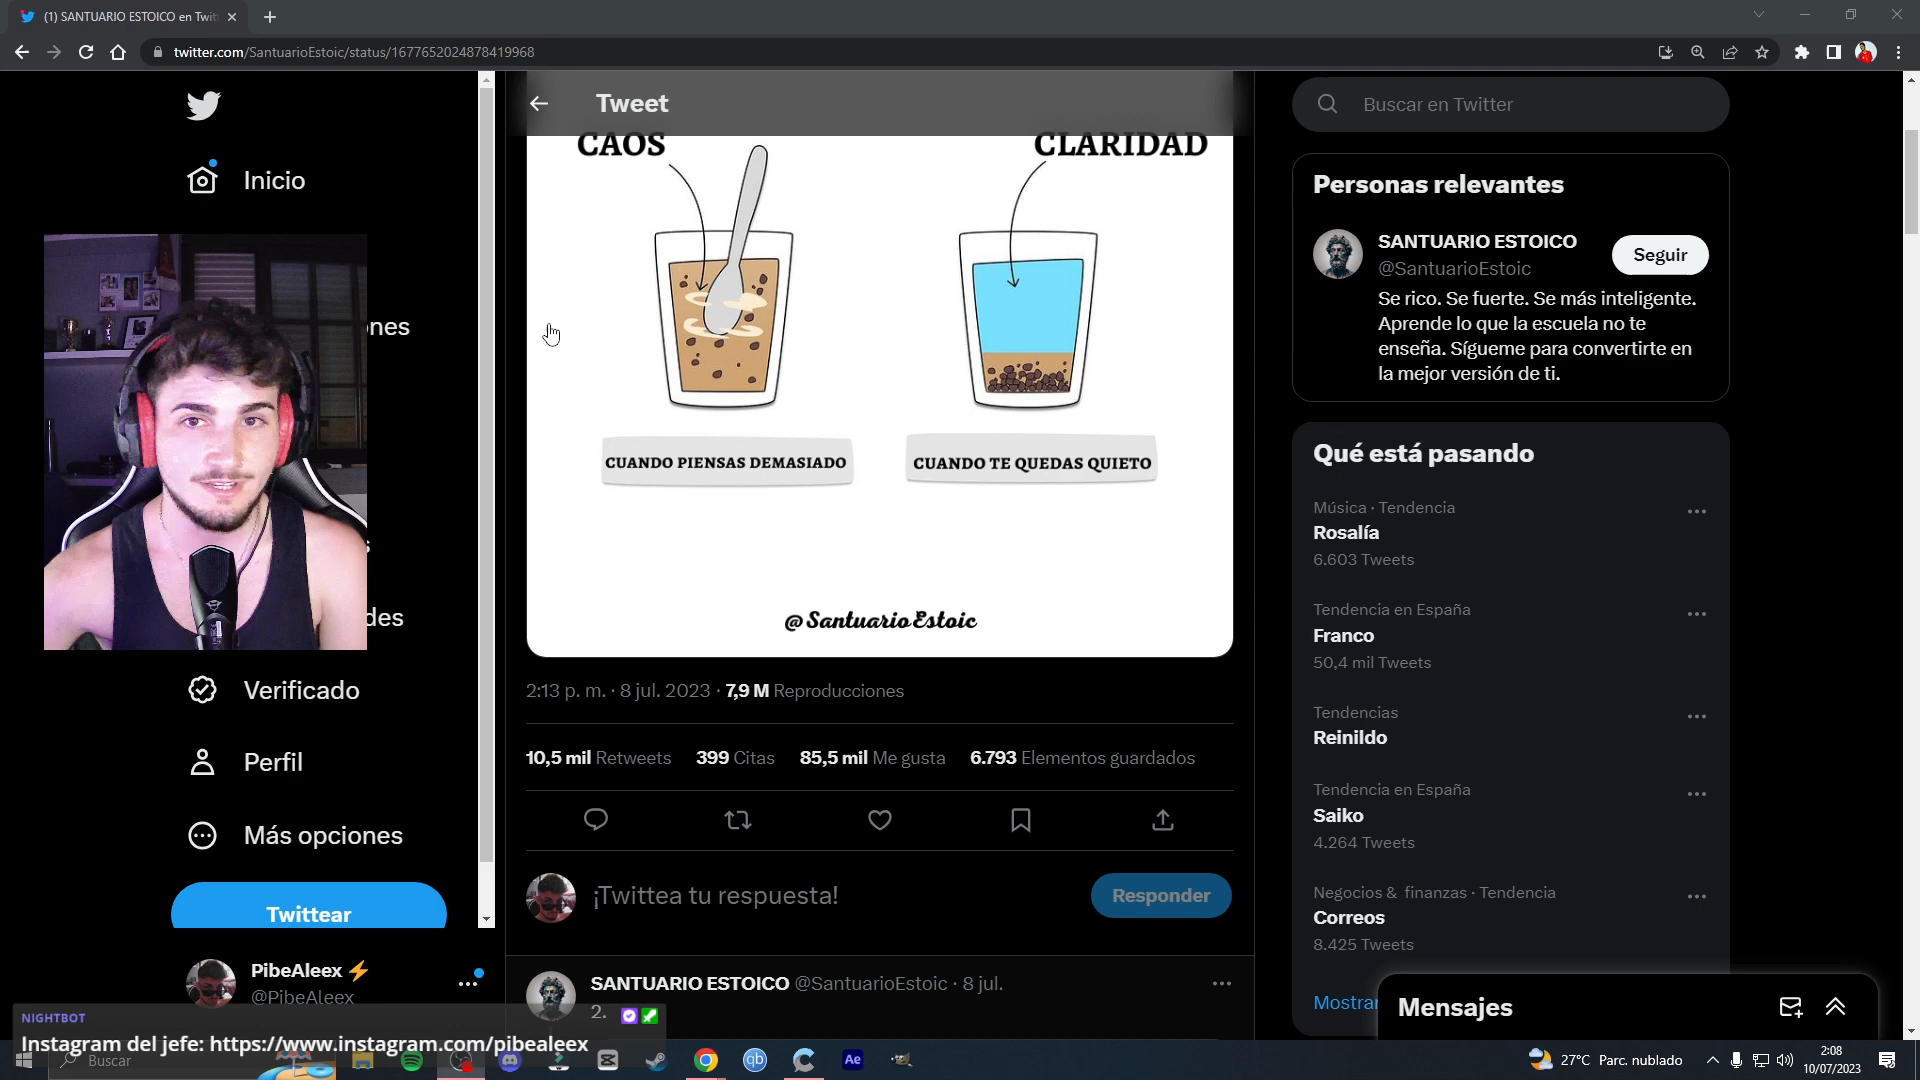 (1) SANTUARIO ESTOICO en Twit
twitter.com/SantuarioEstoic/status/1677652024878419968
Inicio
nes
des
Verificado
Perfil
Más opciones
Twittear
PibeAleex⚡
@PibeAleex
NIGHTBOT
Instagram del jefe: https://www.instagram.com/pibealeex
Tweet
CAOS
CLARIDAD
CUANDO PIENSAS DEMASIADO
CUANDO TE QUEDAS QUIETO
@SantuarioEstoic
2:13 p. m. · 8 jul. 2023 · 7,9 M Reproducciones
10,5 mil Retweets 399 Citas 85,5 mil Me gusta 6.793 Elementos guardados
¡Twittea tu respuesta!
Responder
SANTUARIO ESTOICO @SantuarioEstoic · 8 jul.
2.
Buscar en Twitter
Personas relevantes
SANTUARIO ESTOICO
@SantuarioEstoic
Seguir
Se rico. Se fuerte. Se más inteligente.
Aprende lo que la escuela no te
enseña. Sígueme para convertirte en
la mejor versión de ti.
Qué está pasando
Música · Tendencia
Rosalía
6.603 Tweets
Tendencia en España
Franco
50,4 mil Tweets
Tendencias
Reinildo
Tendencia en España
Saiko
4.264 Tweets
Negocios & finanzas · Tendencia
Correos
8.425 Tweets
Mostrar
Mensajes
Buscar
qb
Ae
27°C Parc. nublado
2:08
10/07/2023